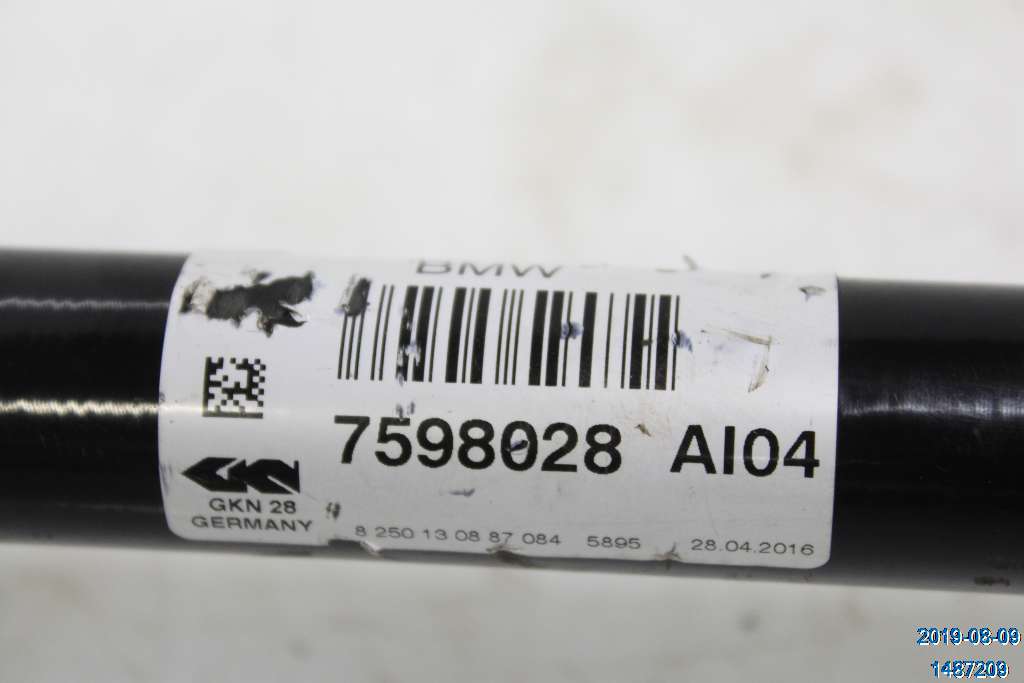 BMW
7598028 AI04
GKN 28
GERMANY
8 250 13 08 87 084 5895 28.04.2016
2019-08-09
1487209